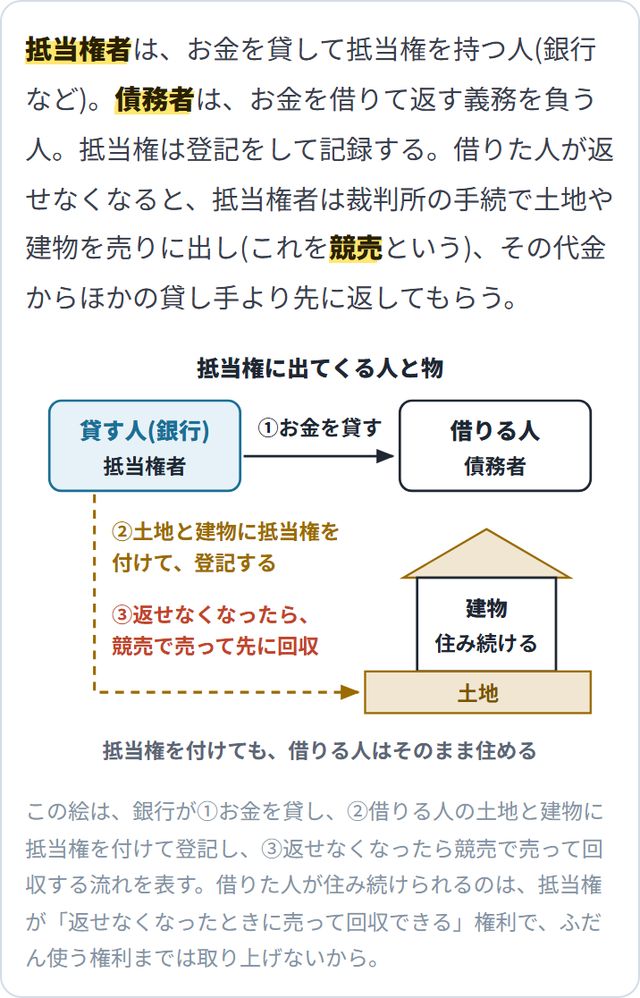 抵当権者は、お金を貸して抵当権を持つ人(銀行
など)。債務者は、お金を借りて返す義務を負う
人。抵当権は登記をして記録する。借りた人が返
せなくなると、抵当権者は裁判所の手続で土地や
建物を売りに出し(これを競売という)、その代金
からほかの貸し手より先に返してもらう。
抵当権に出てくる人と物
貸す人(銀行)
抵当権者
①お金を貸す
借りる人
債務者
②土地と建物に抵当権を
付けて、登記する
③返せなくなったら、
競売で売って先に回収
建物
住み続ける
土地
抵当権を付けても、借りる人はそのまま住める
この絵は、銀行が①お金を貸し、②借りる人の土地と建物に
抵当権を付けて登記し、③返せなくなったら競売で売って回
収する流れを表す。借りた人が住み続けられるのは、抵当権
が「返せなくなったときに売って回収できる」権利で、ふだ
ん使う権利までは取り上げないから。